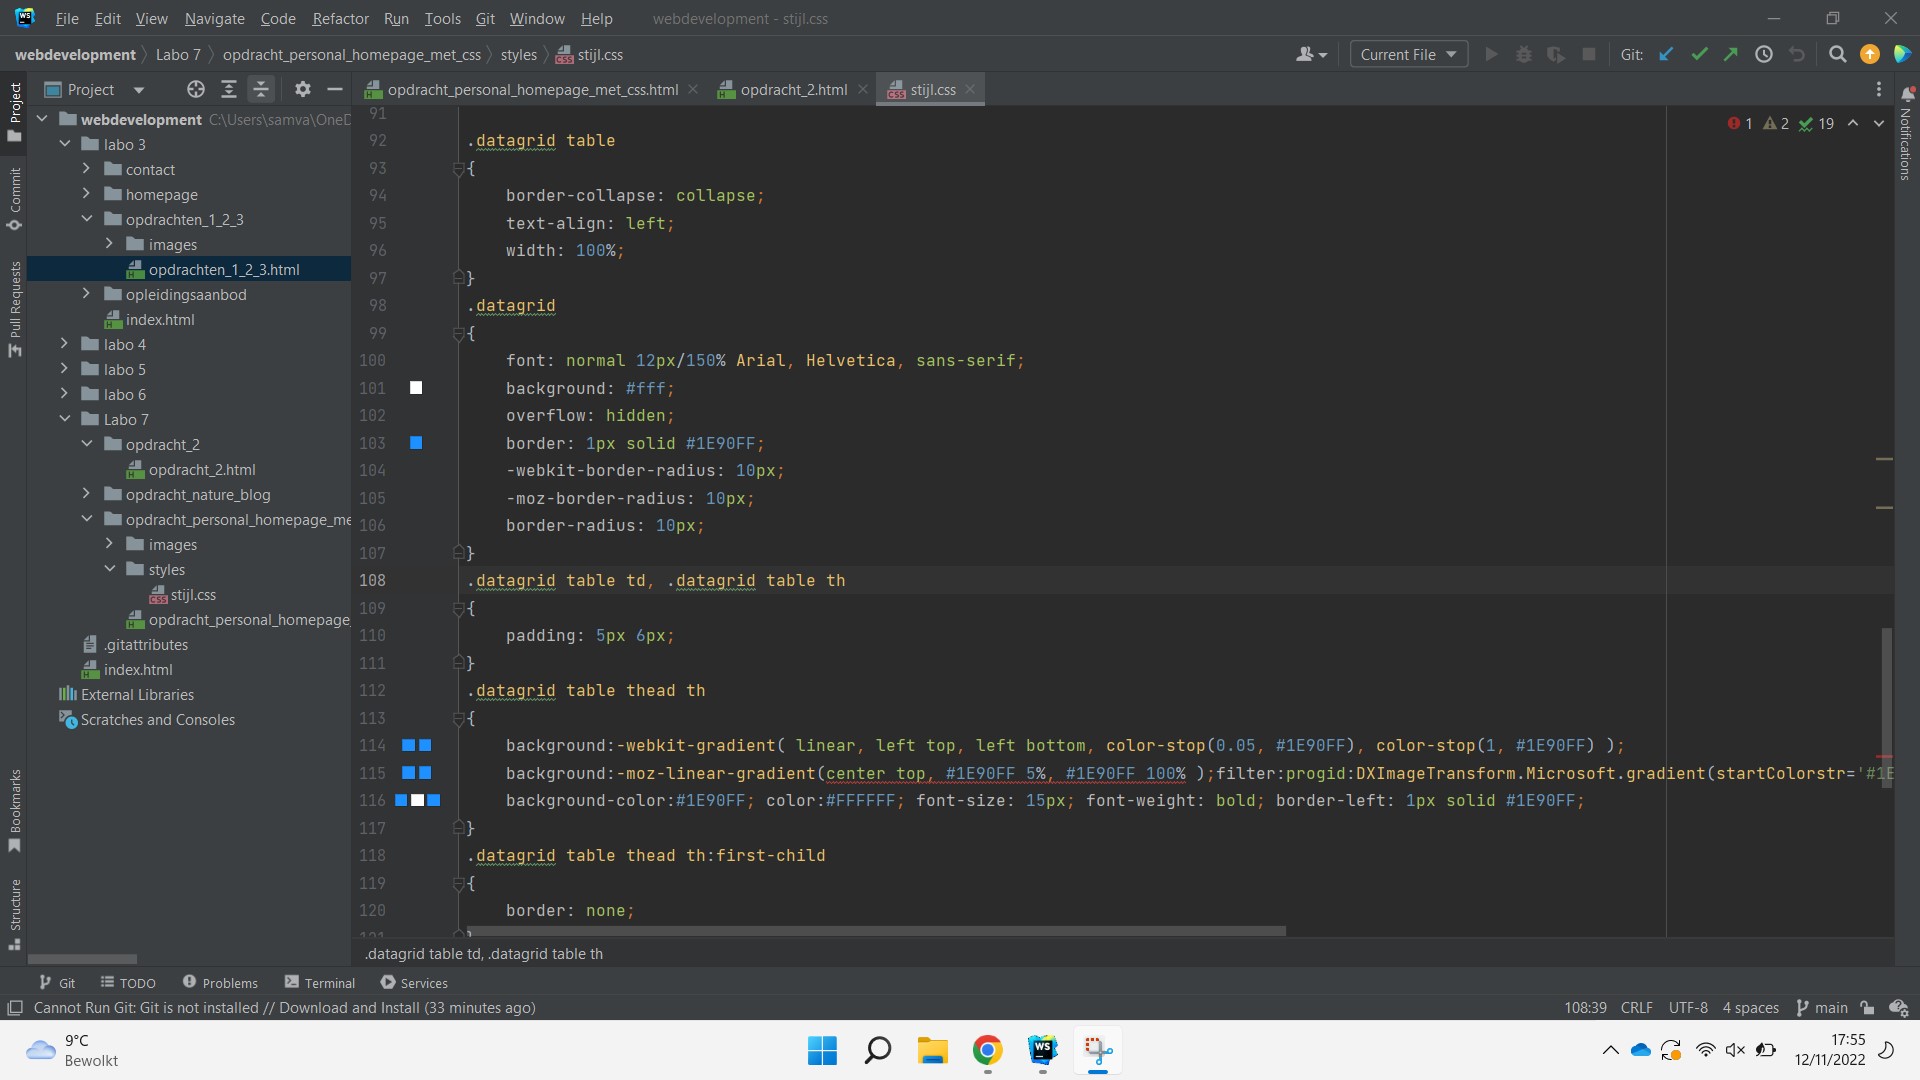 File Edit View Navigate Code Refactor Run Tools Git Window Help webdevelopment - stijl.css
webdevelopment Labo 7 opdracht_personal_homepage_met_css styles stijl.css
Current File Git:
Project
opdracht_personal_homepage_met_css.html opdracht_2.html stijl.css
webdevelopment C:\Users\samva\OneD
labo 3
contact
homepage
opdrachten_1_2_3
images
opdrachten_1_2_3.html
opleidingsaanbod
index.html
labo 4
labo 5
labo 6
Labo 7
opdracht_2
opdracht_2.html
opdracht_nature_blog
opdracht_personal_homepage_me
images
styles
stijl.css
opdracht_personal_homepage_
.gitattributes
index.html
External Libraries
Scratches and Consoles
Project
Commit
Pull Requests
Bookmarks
Structure
1 2 19
Notifications
91
92 .datagrid table
93 {
94 border-collapse: collapse;
95 text-align: left;
96 width: 100%;
97 }
98 .datagrid
99 {
100 font: normal 12px/150% Arial, Helvetica, sans-serif;
101 background: #fff;
102 overflow: hidden;
103 border: 1px solid #1E90FF;
104 -webkit-border-radius: 10px;
105 -moz-border-radius: 10px;
106 border-radius: 10px;
107 }
108 .datagrid table td, .datagrid table th
109 {
110 padding: 5px 6px;
111 }
112 .datagrid table thead th
113 {
114 background:-webkit-gradient( linear, left top, left bottom, color-stop(0.05, #1E90FF), color-stop(1, #1E90FF) );
115 background:-moz-linear-gradient(center top, #1E90FF 5%, #1E90FF 100% );filter:progid:DXImageTransform.Microsoft.gradient(startColorstr='#1E
116 background-color:#1E90FF; color:#FFFFFF; font-size: 15px; font-weight: bold; border-left: 1px solid #1E90FF;
117 }
118 .datagrid table thead th:first-child
119 {
120 border: none;
121 }
.datagrid table td, .datagrid table th
Git TODO Problems Terminal Services
Cannot Run Git: Git is not installed // Download and Install (33 minutes ago)
108:39 CRLF UTF-8 4 spaces main
9°C
Bewolkt
17:55
12/11/2022